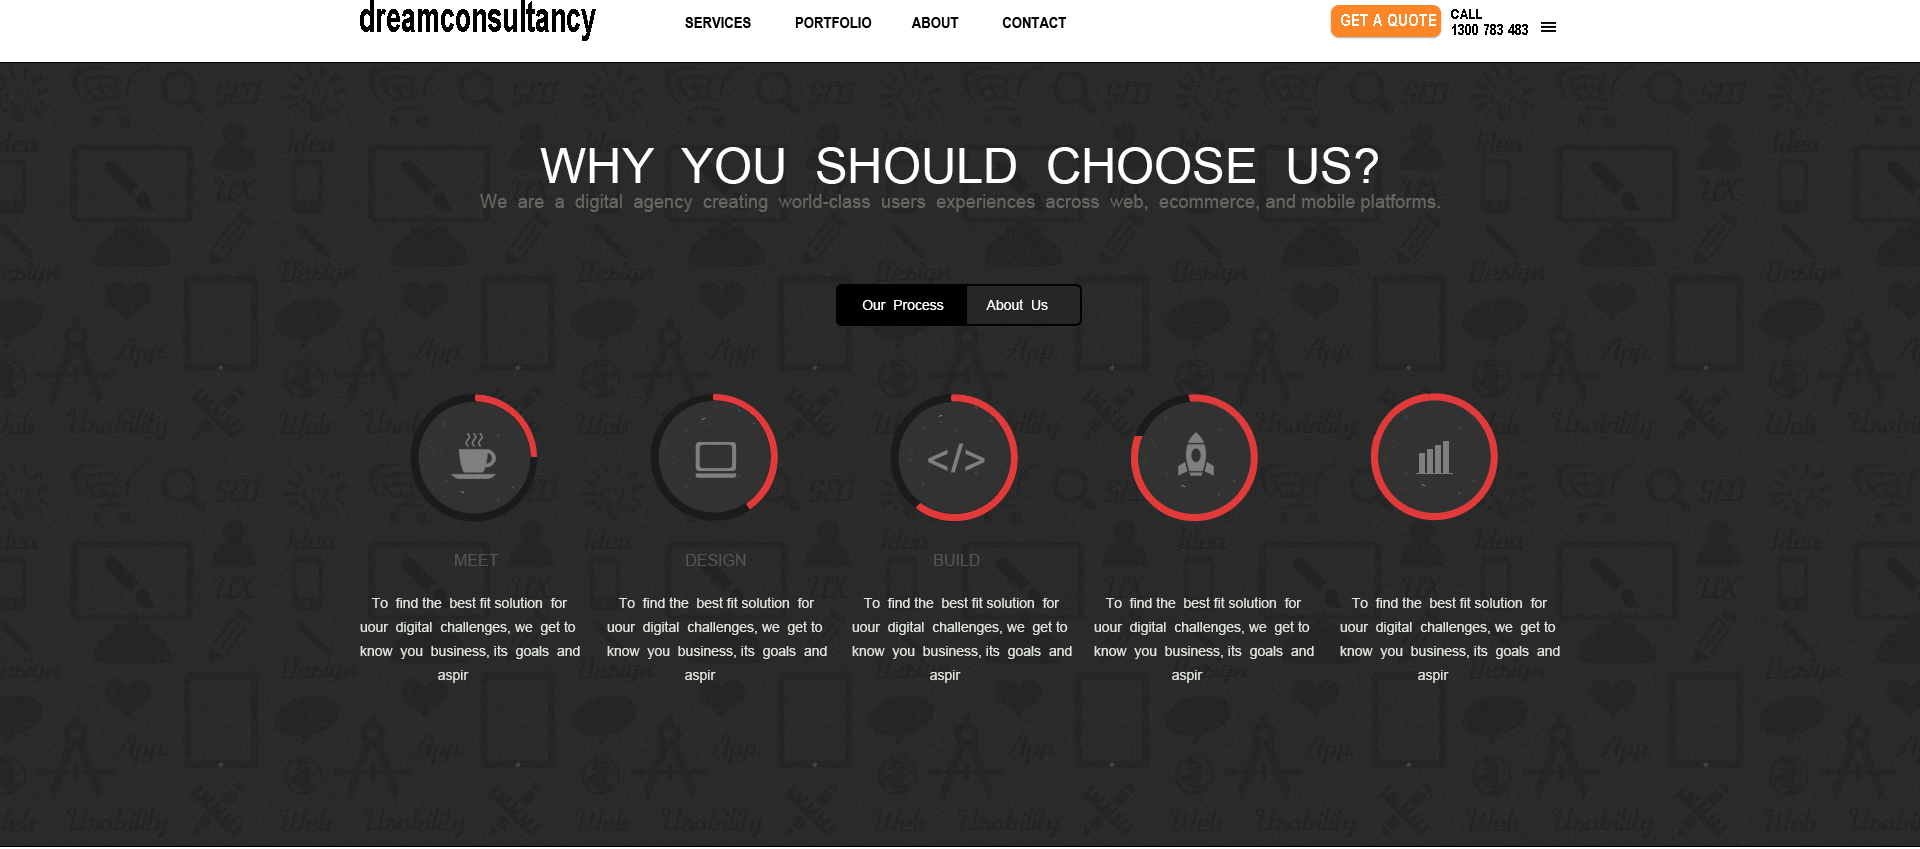 dreamconsultancy
SERVICES PORTFOLIO ABOUT CONTACT
GET A QUOTE
CALL
1300 783 483
WHY YOU SHOULD CHOOSE US?
We are a digital agency creating world-class users experiences across web, ecommerce, and mobile platforms.
Our Process About Us
</>
MEET DESIGN BUILD
To find the best fit solution for
uour digital challenges, we get to
know you business, its goals and
aspir
To find the best fit solution for
uour digital challenges, we get to
know you business, its goals and
aspir
To find the best fit solution for
uour digital challenges, we get to
know you business, its goals and
aspir
To find the best fit solution for
uour digital challenges, we get to
know you business, its goals and
aspir
To find the best fit solution for
uour digital challenges, we get to
know you business, its goals and
aspir